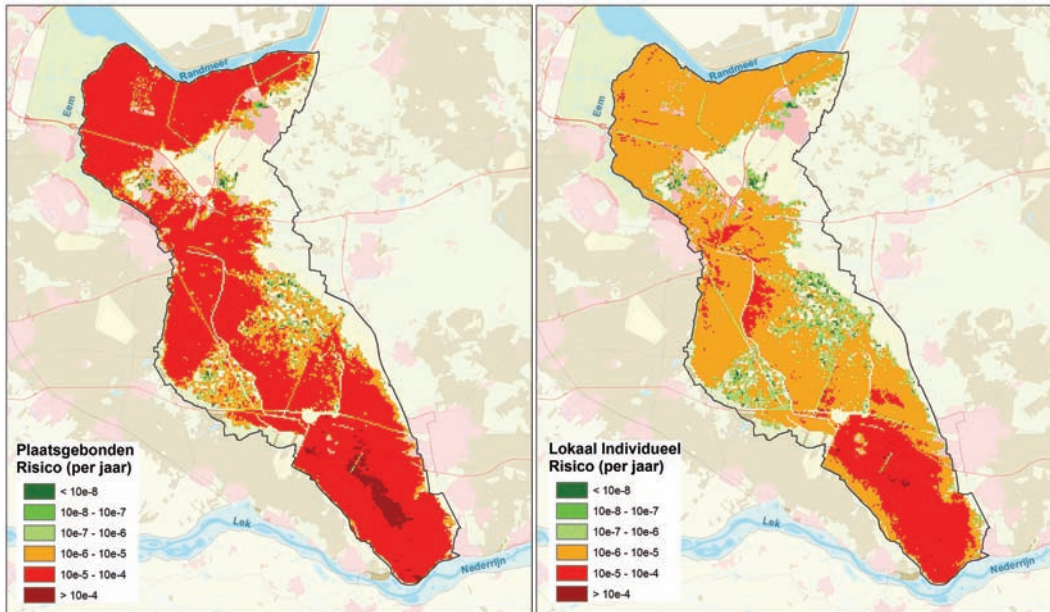 Randmeer
Eem
Plaatsgebonden
Risico (per jaar)
< 10e-8
10e-8 - 10e-7
10e-7 - 10e-6
10e-6 - 10e-5
10e-5 - 10e-4
> 10e-4
Lek
Nederrijn
Randmeer
Eem
Lokaal Individueel
Risico (per jaar)
< 10e-8
10e-8 - 10e-7
10e-7 - 10e-6
10e-6 - 10e-5
10e-5 - 10e-4
> 10e-4
Lek
Nederrijn